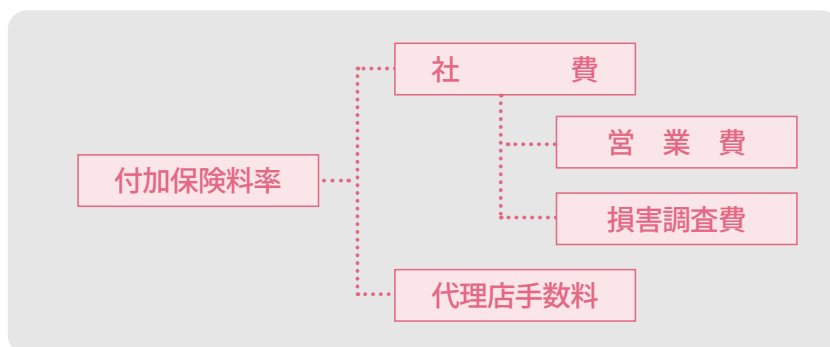 社　　　　費
営　業　費
付加保険料率
損害調査費
代理店手数料